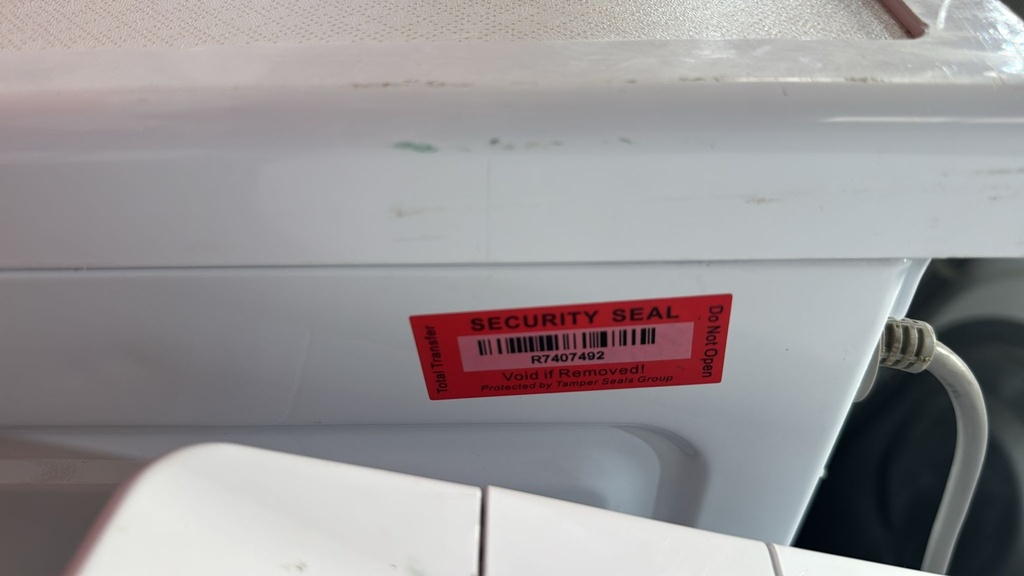 SECURITY SEAL
Total Transfer
R7407492
Void if Removed!
Protected by Tamper Seals Group
Do Not Open